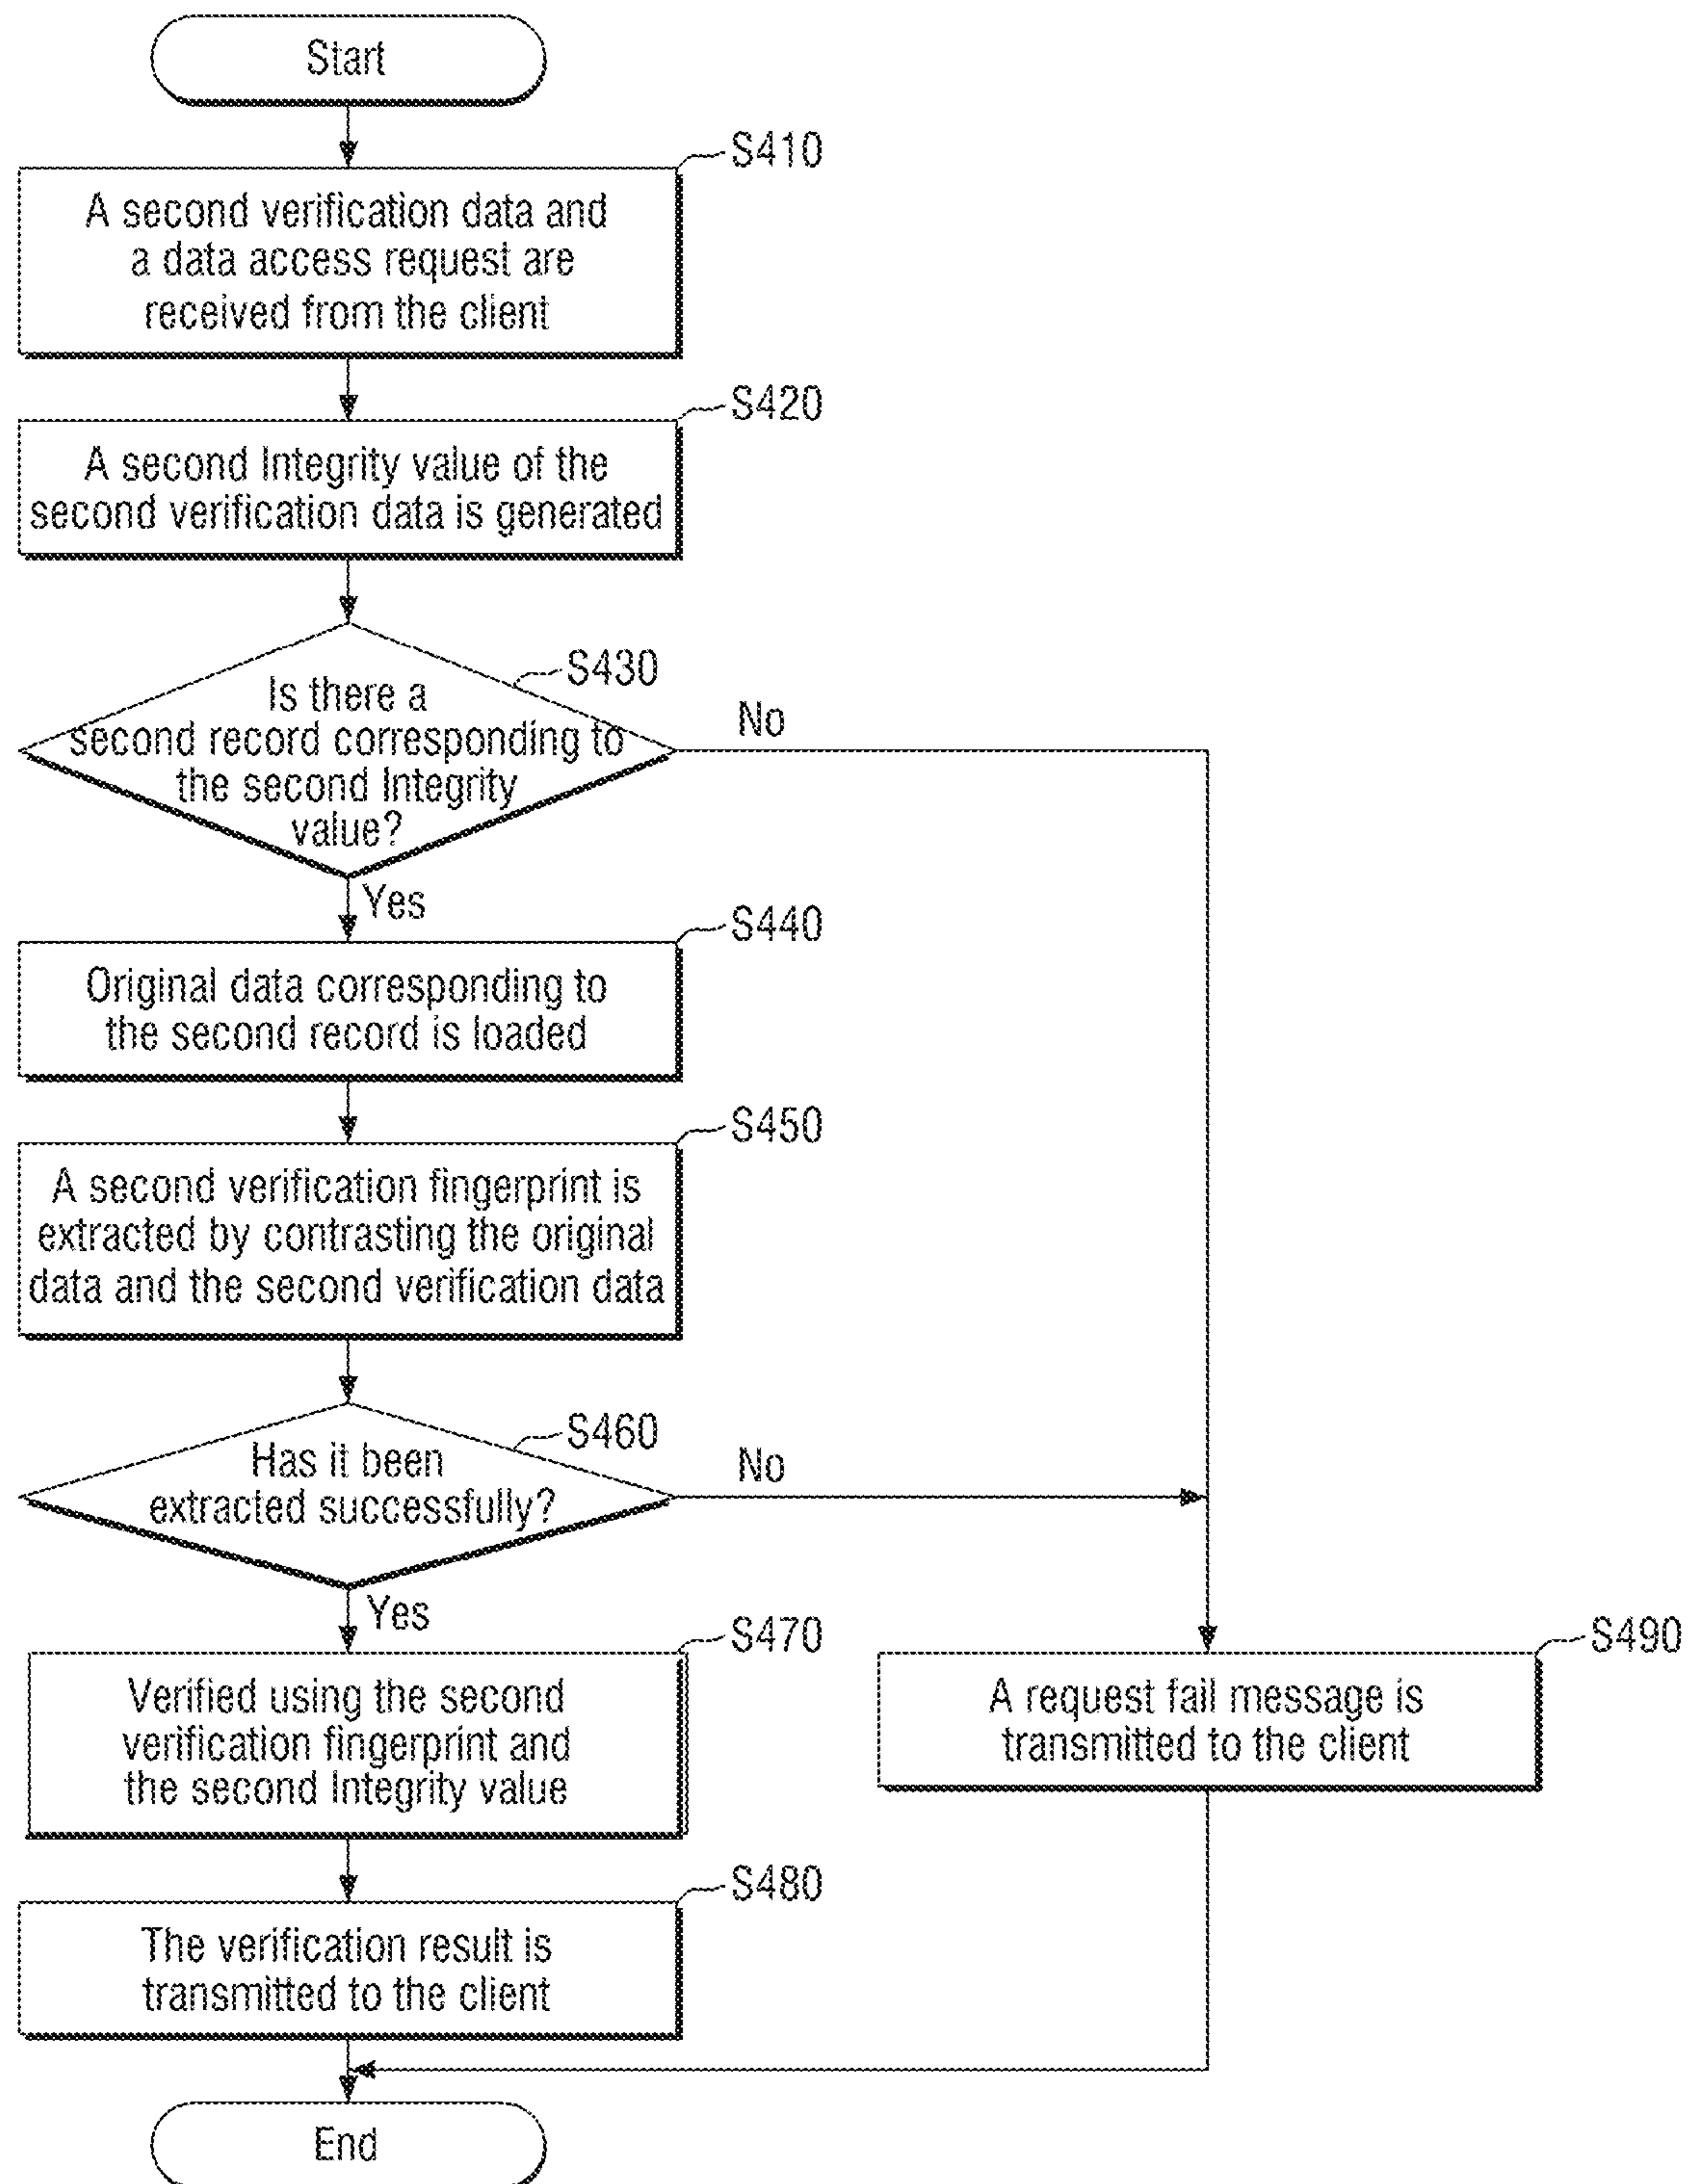 Start
S410
A second verification data and
a data access request are
received from the client
S420
A second Integrity value of the
second verification data is generated
S430
Is there a
second record corresponding to
the second Integrity
value?
No
Yes
S440
Original data corresponding to
the second record is loaded
S450
A second verification fingerprint is
extracted by contrasting the original
data and the second verification data
S460
Has it been
extracted successfully?
No
Yes
S470
Verified using the second
verification fingerprint and
the second Integrity value
S490
A request fail message is
transmitted to the client
S480
The verification result is
transmitted to the client
End